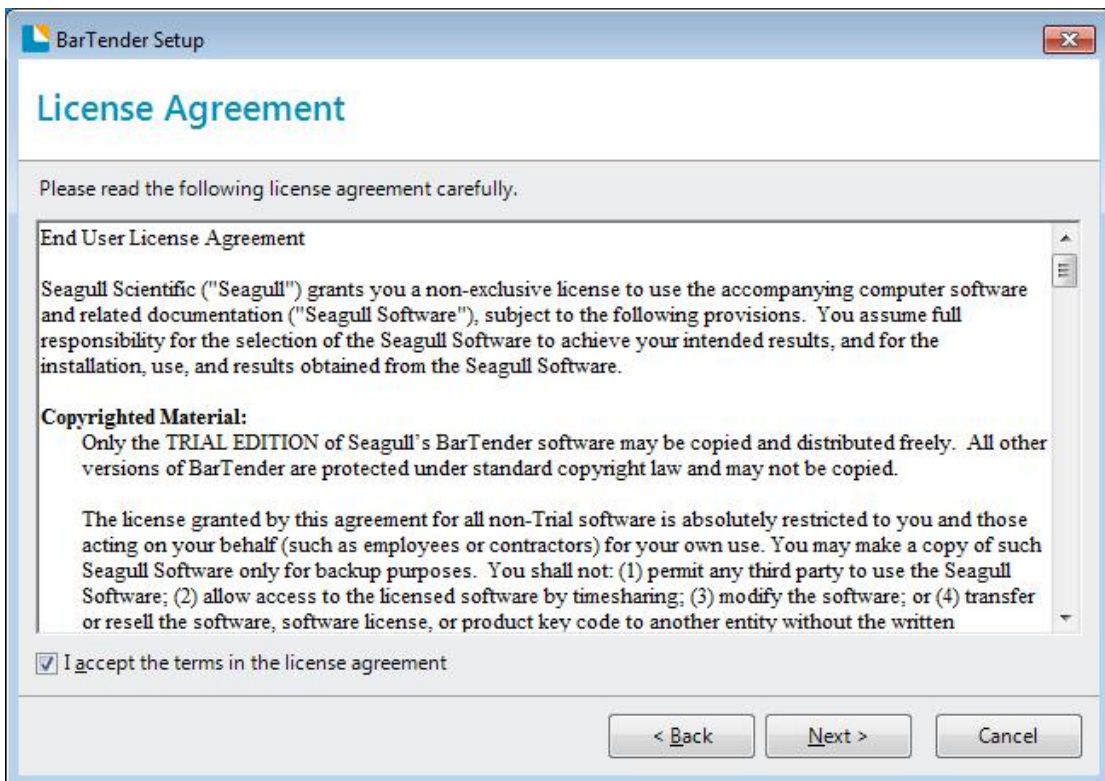 BarTender Setup
License Agreement
Please read the following license agreement carefully.
End User License Agreement
Seagull Scientific ("Seagull") grants you a non-exclusive license to use the accompanying computer software
and related documentation ("Seagull Software"), subject to the following provisions.  You assume full
responsibility for the selection of the Seagull Software to achieve your intended results, and for the
installation, use, and results obtained from the Seagull Software.
Copyrighted Material:
Only the TRIAL EDITION of Seagull’s BarTender software may be copied and distributed freely.  All other
versions of BarTender are protected under standard copyright law and may not be copied.
The license granted by this agreement for all non-Trial software is absolutely restricted to you and those
acting on your behalf (such as employees or contractors) for your own use. You may make a copy of such
Seagull Software only for backup purposes.  You shall not: (1) permit any third party to use the Seagull
Software; (2) allow access to the licensed software by timesharing; (3) modify the software; or (4) transfer
or resell the software, software license, or product key code to another entity without the written
I accept the terms in the license agreement
< Back
Next >
Cancel